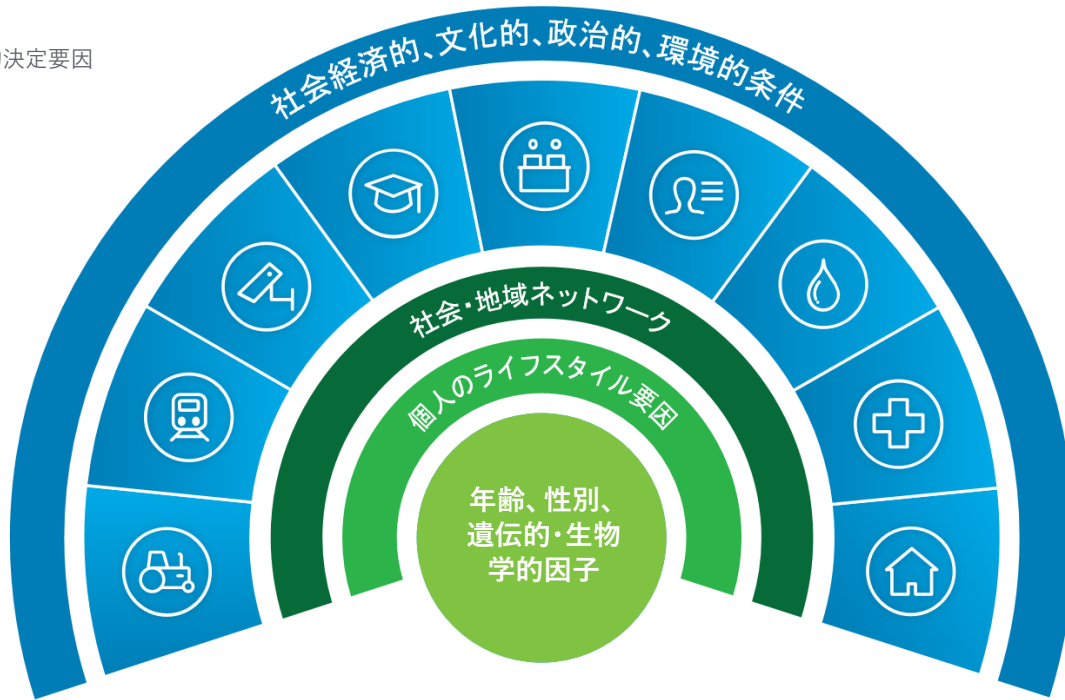 決定要因
社会経済的、文化的、政治的、環境的条件
社会・地域ネットワーク
個人のライフスタイル要因
年齢、性別、
遺伝的・生物
学的因子